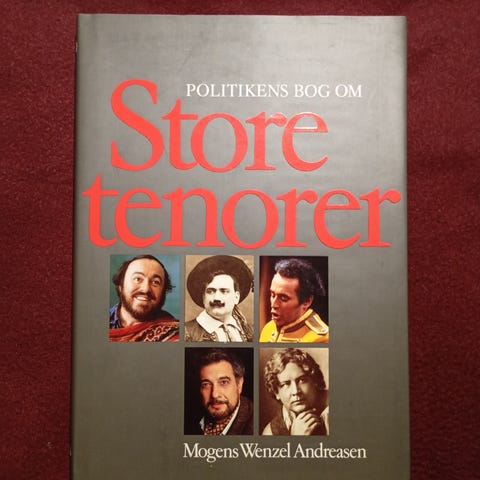 POLITIKENS BOG OM
Store
tenorer
Mogens Wenzel Andreasen